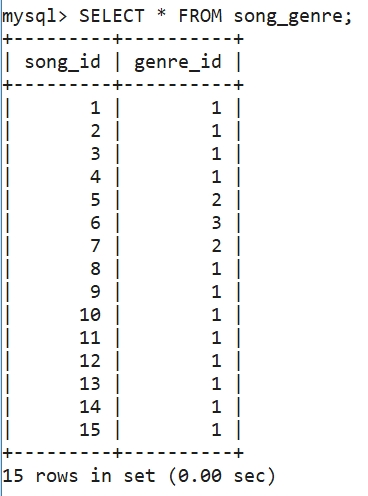 mysql> SELECT * FROM song_genre;
+---------+----------+
| song_id | genre_id |
+---------+----------+
|       1 |        1 |
|       2 |        1 |
|       3 |        1 |
|       4 |        1 |
|       5 |        2 |
|       6 |        3 |
|       7 |        2 |
|       8 |        1 |
|       9 |        1 |
|      10 |        1 |
|      11 |        1 |
|      12 |        1 |
|      13 |        1 |
|      14 |        1 |
|      15 |        1 |
+---------+----------+
15 rows in set (0.00 sec)